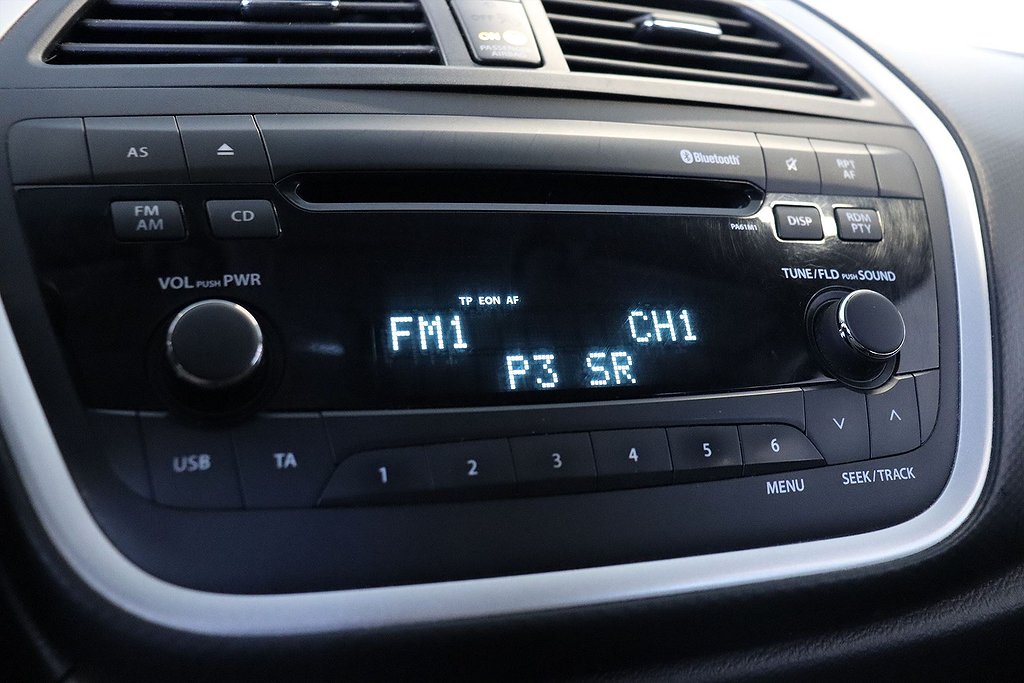 OFF
ON
PASSENGER
AIRBAG
AS
Bluetooth
RPT
AF
FM
AM
CD
PA61M1
DISP
RDM
PTY
VOL PUSH PWR
TUNE/FLD PUSH SOUND
TP EON AF
FM1 CH1
P3 SR
USB
TA
1 2 3 4 5 6
MENU
SEEK/TRACK